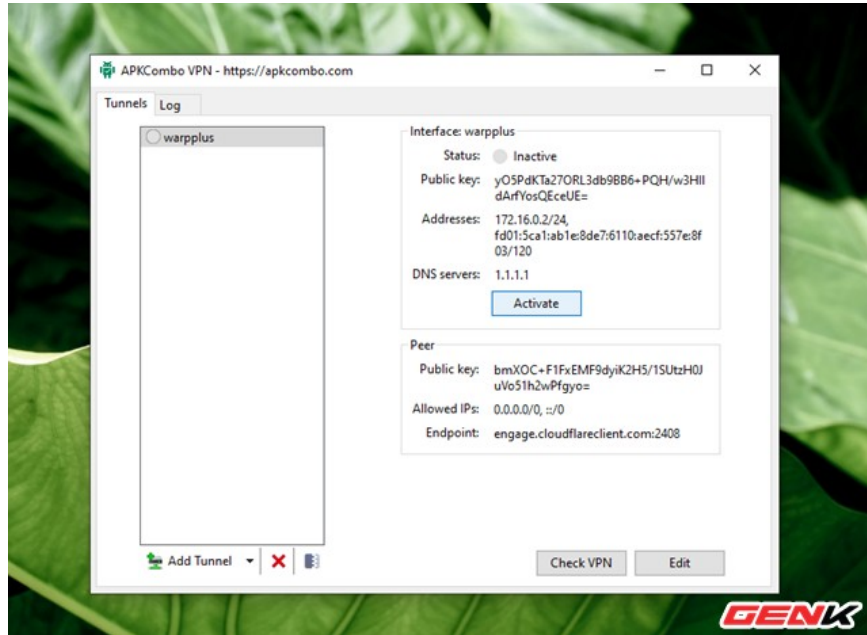 APKCombo VPN - https://apkcombo.com
Tunnels Log
warpplus
Interface: warpplus
Status: Inactive
Public key: yO5PdKTa27ORL3db9BB6+PQH/w3HIl
dArfYosQEceUE=
Addresses: 172.16.0.2/24,
fd01:5ca1:ab1e:8de7:6110:aecf:557e:8f
03/120
DNS servers: 1.1.1.1
Activate
Peer
Public key: bmXOC+F1FxEMF9dyiK2H5/1SUtzH0J
uVo51h2wPfgyo=
Allowed IPs: 0.0.0.0/0, ::/0
Endpoint: engage.cloudflareclient.com:2408
Add Tunnel
Check VPN Edit
GENK